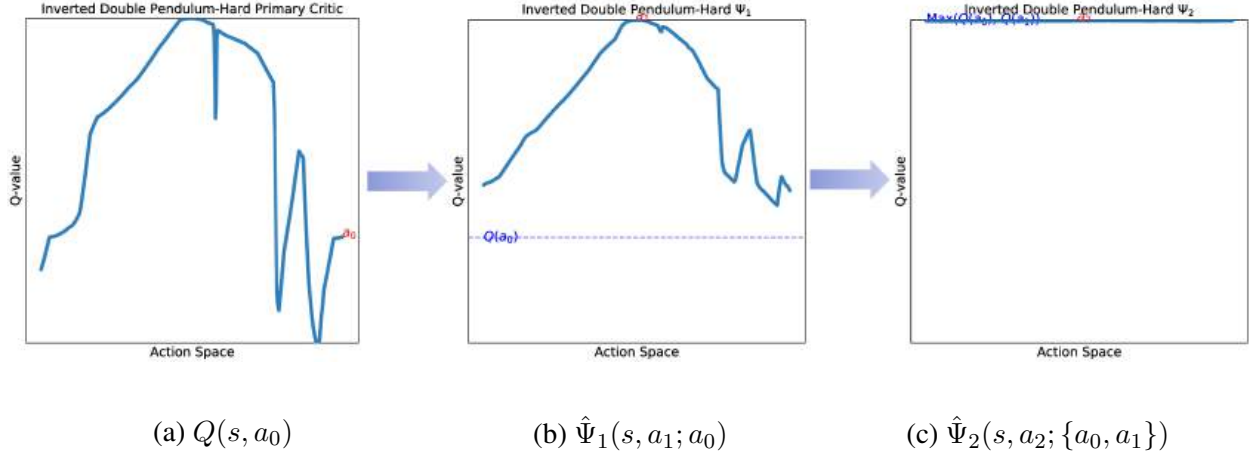 Inverted Double Pendulum-Hard Primary Critic
Q-value
a₀
Action Space
Inverted Double Pendulum-Hard Ψ₁
Q-value
Q(a₀)
Action Space
Inverted Double Pendulum-Hard Ψ₂
Max(Q(a₀), Q(a₁))
Q-value
Action Space
(a) Q(s, a₀)
(b) Ψ̂₁(s, a₁; a₀)
(c) Ψ̂₂(s, a₂; {a₀, a₁})